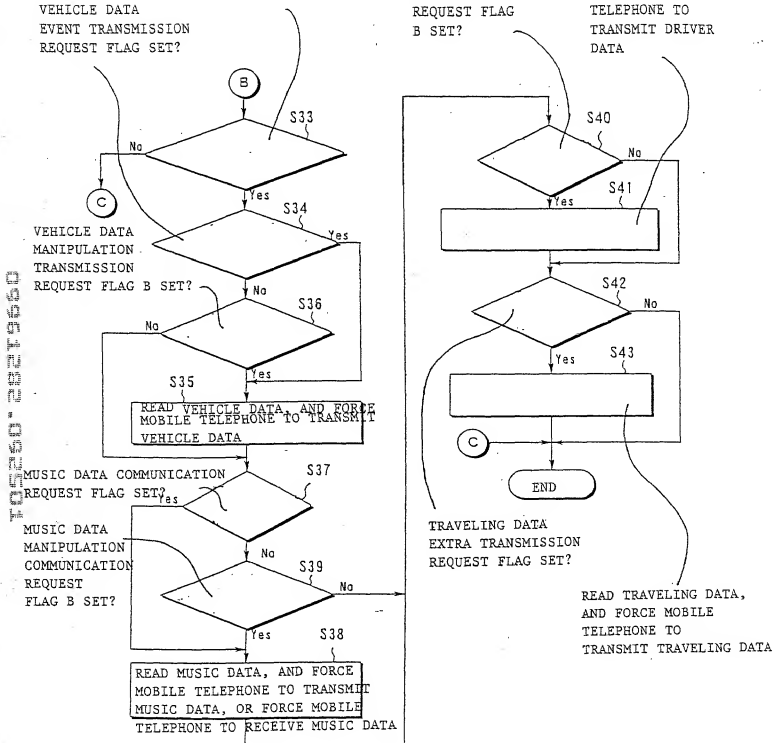 VEHICLE DATA
EVENT TRANSMISSION
REQUEST FLAG SET?
B
S33
No
Yes
C
S34
Yes
No
VEHICLE DATA
MANIPULATION
TRANSMISSION
REQUEST FLAG B SET?
S36
No
Yes
S35
READ VEHICLE DATA, AND FORCE
MOBILE TELEPHONE TO TRANSMIT
VEHICLE DATA
MUSIC DATA COMMUNICATION
REQUEST FLAG SET?
S37
Yes
No
MUSIC DATA
MANIPULATION
COMMUNICATION
REQUEST
FLAG B SET?
S39
No
Yes
S38
READ MUSIC DATA, AND FORCE
MOBILE TELEPHONE TO TRANSMIT
MUSIC DATA, OR FORCE MOBILE
TELEPHONE TO RECEIVE MUSIC DATA
REQUEST FLAG
B SET?
TELEPHONE TO
TRANSMIT DRIVER
DATA
S40
No
Yes
S41
S42
No
Yes
S43
C
END
TRAVELING DATA
EXTRA TRANSMISSION
REQUEST FLAG SET?
READ TRAVELING DATA,
AND FORCE MOBILE
TELEPHONE TO
TRANSMIT TRAVELING DATA